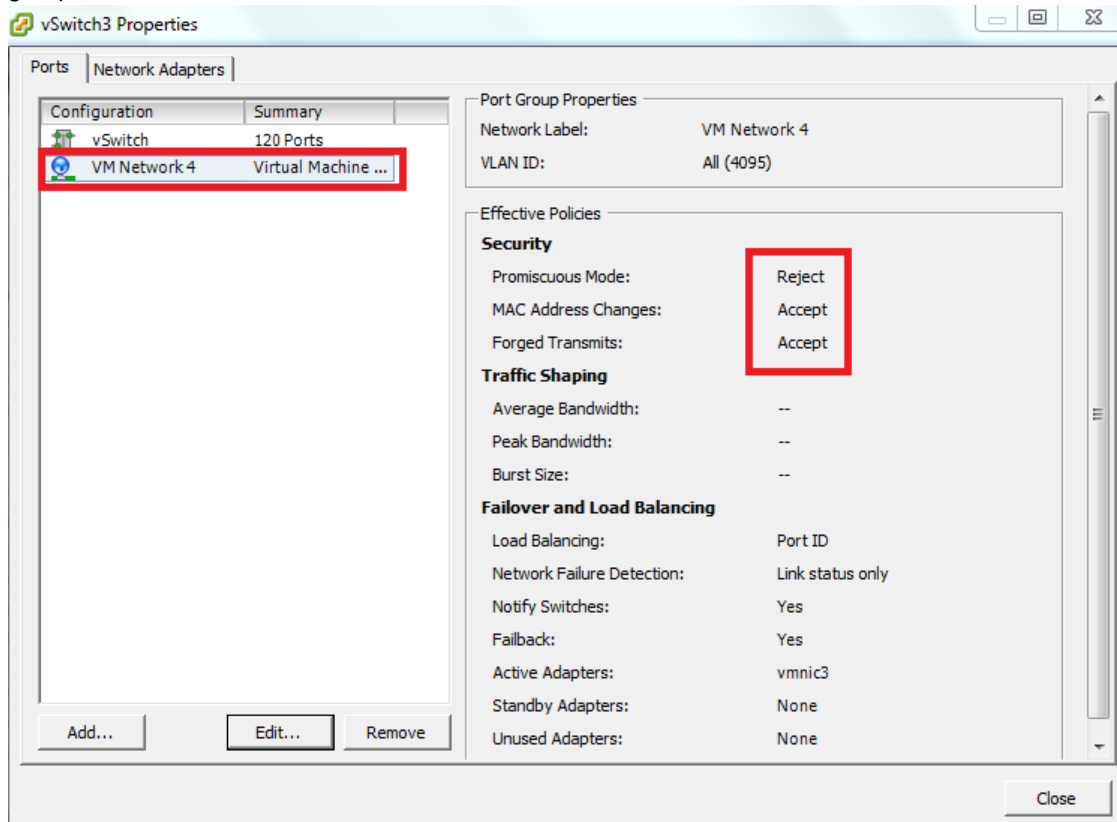 vSwitch3 Properties
Ports Network Adapters
Configuration Summary
vSwitch 120 Ports
VM Network 4 Virtual Machine ...
Add... Edit... Remove
Port Group Properties
Network Label: VM Network 4
VLAN ID: All (4095)
Effective Policies
Security
Promiscuous Mode: Reject
MAC Address Changes: Accept
Forged Transmits: Accept
Traffic Shaping
Average Bandwidth: --
Peak Bandwidth: --
Burst Size: --
Failover and Load Balancing
Load Balancing: Port ID
Network Failure Detection: Link status only
Notify Switches: Yes
Failback: Yes
Active Adapters: vmnic3
Standby Adapters: None
Unused Adapters: None
Close